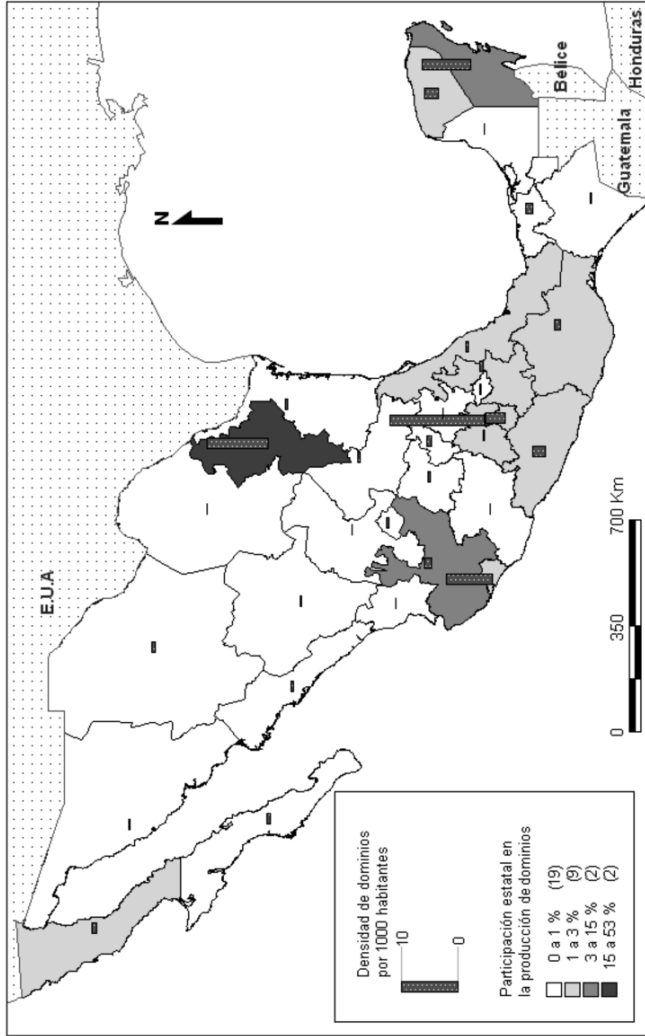 E.U.A
N
Belice
Guatemala
Honduras
Densidad de dominios
por 1000 habitantes
10
0
Participación estatal en
la producción de dominios
0 a 1 % (19)
1 a 3 % (9)
3 a 15 % (2)
15 a 53 % (2)
0 350 700 Km